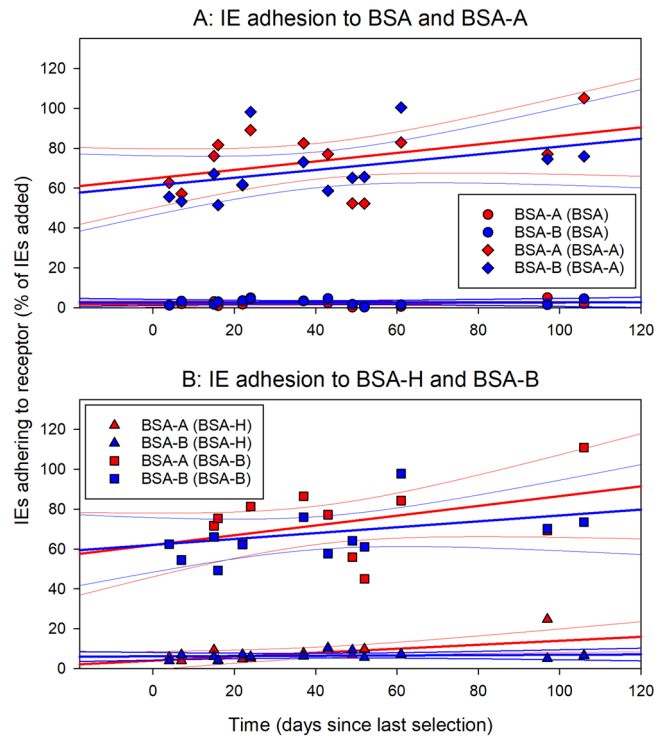 A: IE adhesion to BSA and BSA-A
120
100
80
60
40
20
0
BSA-A (BSA)
BSA-B (BSA)
BSA-A (BSA-A)
BSA-B (BSA-A)
0 20 40 60 80 100 120
IEs adhering to receptor (% of IEs added)
B: IE adhesion to BSA-H and BSA-B
120
100
80
60
40
20
0
BSA-A (BSA-H)
BSA-B (BSA-H)
BSA-A (BSA-B)
BSA-B (BSA-B)
0 20 40 60 80 100 120
Time (days since last selection)